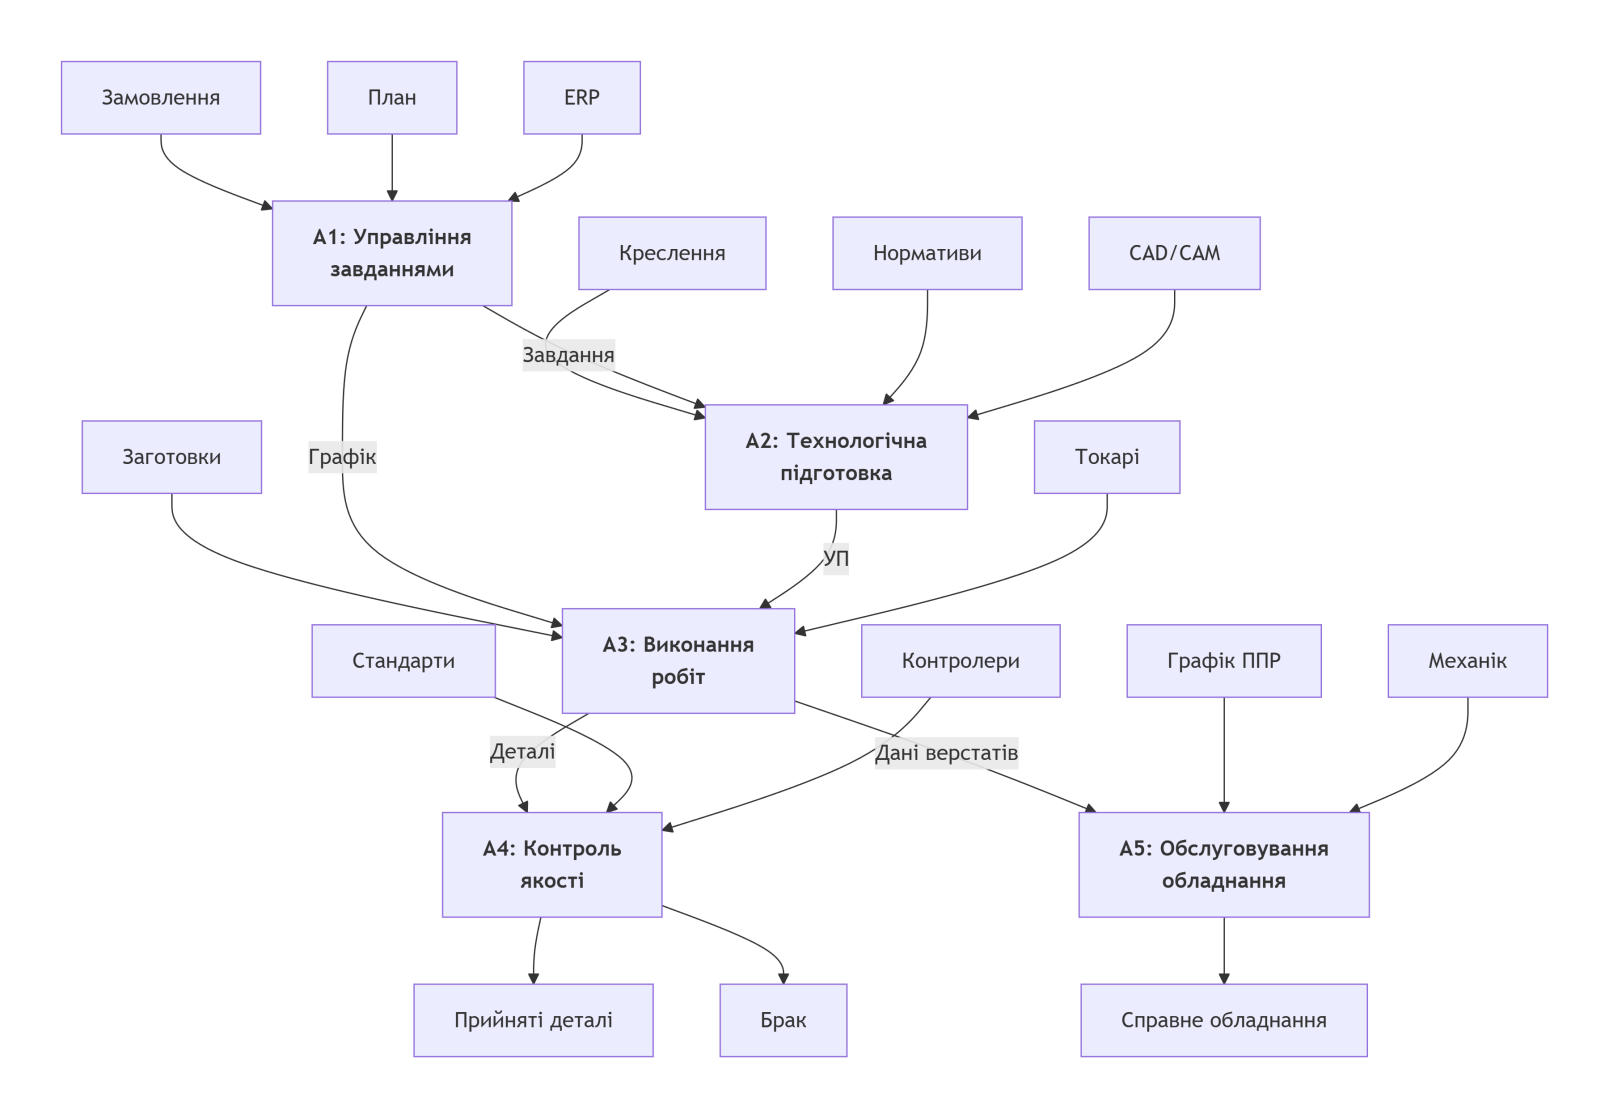 Замовлення
План
ERP
A1: Управління
завданнями
Креслення
Нормативи
CAD/CAM
Завдання
Графік
Заготовки
A2: Технологічна
підготовка
Токарі
УП
A3: Виконання
робіт
Стандарти
Контролери
Графік ППР
Механік
Деталі
Дані верстатів
A4: Контроль
якості
A5: Обслуговування
обладнання
Прийняті деталі
Брак
Справне обладнання